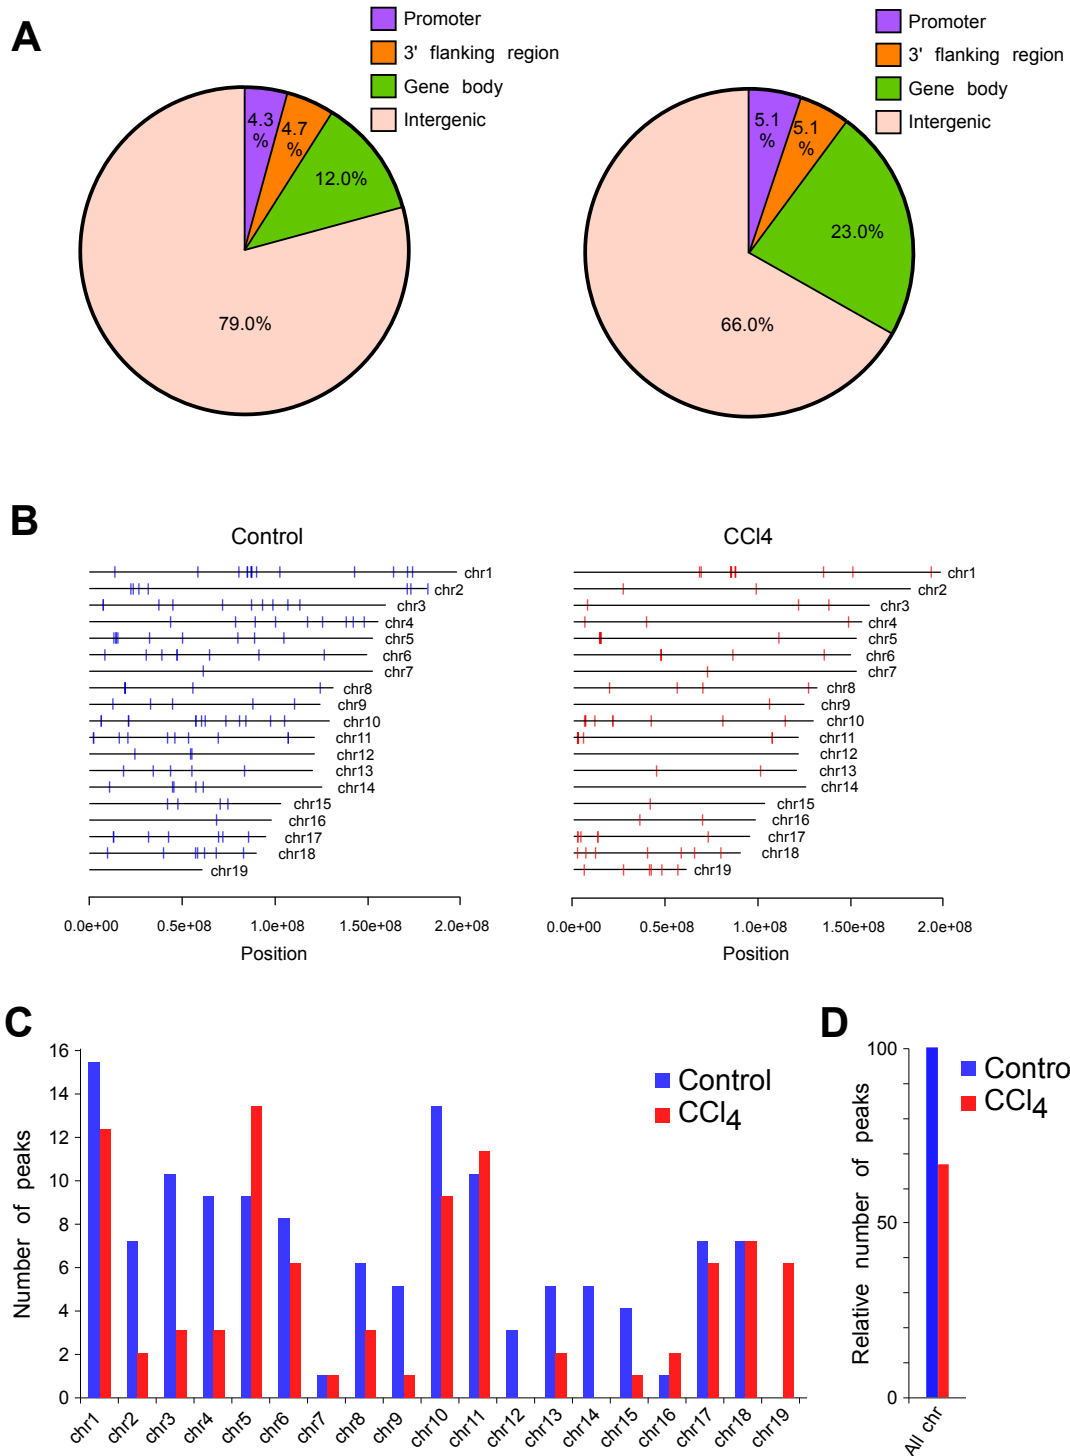 A
Promoter
3' flanking region
Gene body
Intergenic
4.3
%
4.7
%
12.0%
79.0%
Promoter
3' flanking region
Gene body
Intergenic
5.1
%
5.1
%
23.0%
66.0%
B
Control
chr1
chr2
chr3
chr4
chr5
chr6
chr7
chr8
chr9
chr10
chr11
chr12
chr13
chr14
chr15
chr16
chr17
chr18
chr19
0.0e+00 0.5e+08 1.0e+08 1.50e+08 2.0e+08
Position
CCl4
chr1
chr2
chr3
chr4
chr5
chr6
chr7
chr8
chr9
chr10
chr11
chr12
chr13
chr14
chr15
chr16
chr17
chr18
chr19
0.0e+00 0.5e+08 1.0e+08 1.50e+08 2.0e+08
Position
C
Number of peaks
16
14
12
10
8
6
4
2
0
Control
CCl4
chr1 chr2 chr3 chr4 chr5 chr6 chr7 chr8 chr9 chr10 chr11 chr12 chr13 chr14 chr15 chr16 chr17 chr18 chr19
D
Relative number of peaks
100
50
0
Contro
CCl4
All chr